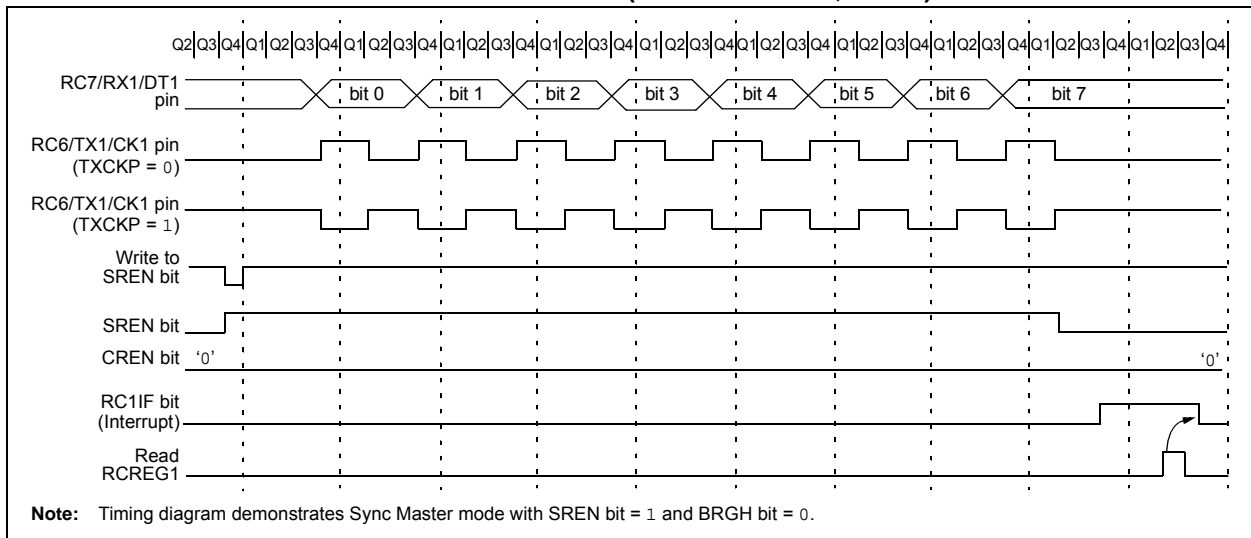 Q2 Q3 Q4 Q1 Q2 Q3 Q4 Q1 Q2 Q3 Q4 Q1 Q2 Q3 Q4 Q1 Q2 Q3 Q4 Q1 Q2 Q3 Q4 Q1 Q2 Q3 Q4 Q1 Q2 Q3 Q4 Q1 Q2 Q3 Q4 Q1 Q2 Q3 Q4 Q1 Q2 Q3 Q4
RC7/RX1/DT1
pin
bit 0 bit 1 bit 2 bit 3 bit 4 bit 5 bit 6 bit 7
RC6/TX1/CK1 pin
(TXCKP = 0)
RC6/TX1/CK1 pin
(TXCKP = 1)
Write to
SREN bit
SREN bit
CREN bit ‘0’ ‘0’
RC1IF bit
(Interrupt)
Read
RCREG1
Note: Timing diagram demonstrates Sync Master mode with SREN bit = 1 and BRGH bit = 0.